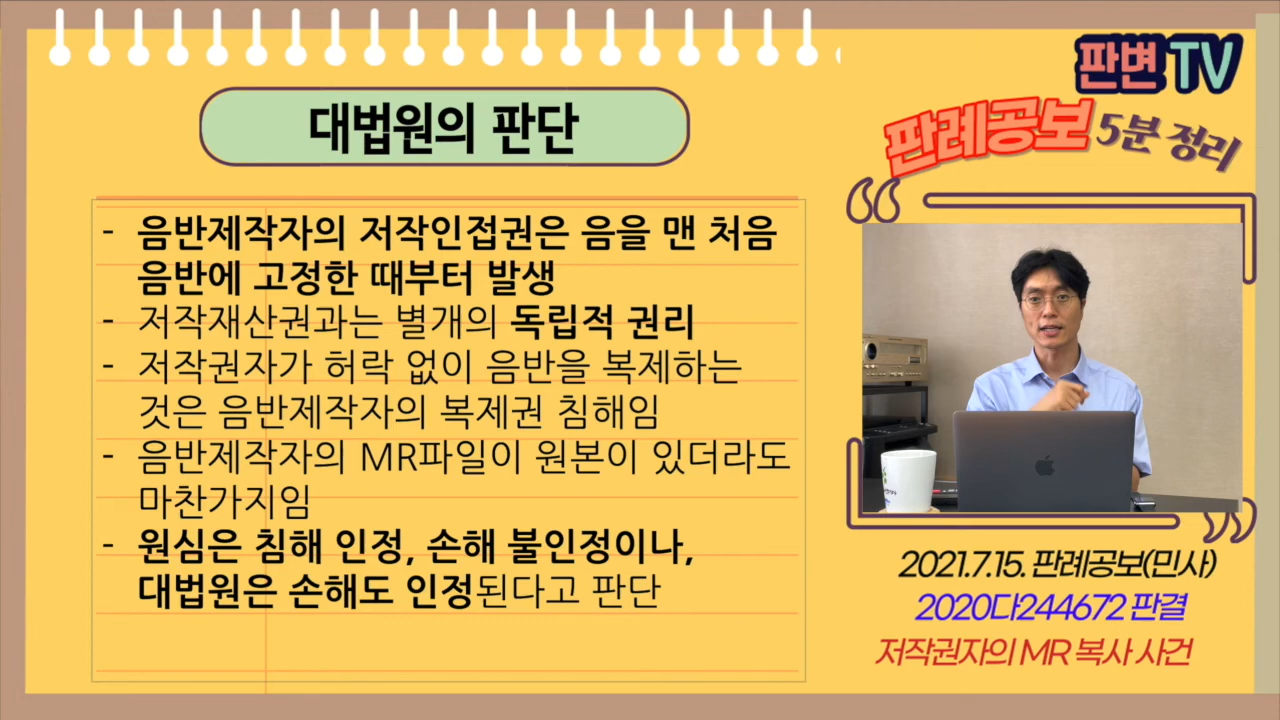 대법원의 판단
- 음반제작자의 저작인접권은 음을 맨 처음
음반에 고정한 때부터 발생
- 저작재산권과는 별개의 독립적 권리
- 저작권자가 허락 없이 음반을 복제하는
것은 음반제작자의 복제권 침해임
- 음반제작자의 MR파일이 원본이 있더라도
마찬가지임
- 원심은 침해 인정, 손해 불인정이나,
대법원은 손해도 인정된다고 판단
판변 TV
판례공보 5분 정리
2021.7.15. 판례공보(민사)
2020다244672 판결
저작권자의 MR 복사 사건